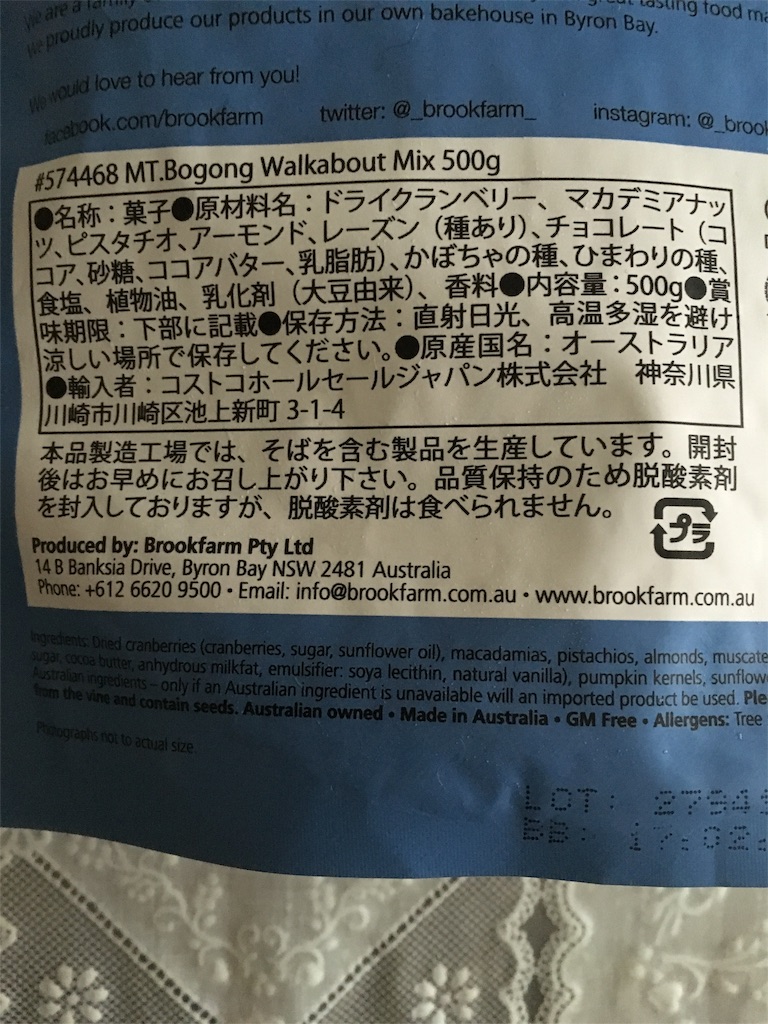 We are a family great tasting food
We proudly produce our products in our own bakehouse in Byron Bay.
We would love to hear from you!
facebook.com/brookfarm twitter: @_brookfarm_ instagram: @_brook
#574468 MT.Bogong Walkabout Mix 500g
●名称：菓子●原材料名：ドライクランベリー、マカデミアナッ
ツ、ピスタチオ、アーモンド、レーズン（種あり）、チョコレート（コ
コア、砂糖、ココアバター、乳脂肪）、かぼちゃの種、ひまわりの種、
食塩、植物油、乳化剤（大豆由来）、香料●内容量：500g●賞
味期限：下部に記載●保存方法：直射日光、高温多湿を避け
涼しい場所で保存してください。●原産国名：オーストラリア
●輸入者：コストコホールセールジャパン株式会社 神奈川県
川崎市川崎区池上新町 3-1-4
本品製造工場では、そばを含む製品を生産しています。開封
後はお早めにお召し上がり下さい。品質保持のため脱酸素剤
を封入しておりますが、脱酸素剤は食べられません。
プラ
Produced by: Brookfarm Pty Ltd
14 B Banksia Drive, Byron Bay NSW 2481 Australia
Phone: +612 6620 9500 • Email: info@brookfarm.com.au • www.brookfarm.com.au
Ingredients: Dried cranberries (cranberries, sugar, sunflower oil), macadamias, pistachios, almonds, muscate
sugar, cocoa butter, anhydrous milkfat, emulsifier: soya lecithin, natural vanilla), pumpkin kernels, sunflow
Australian ingredients – only if an Australian ingredient is unavailable will an imported product be used. Ple
from the vine and contain seeds. Australian owned • Made in Australia • GM Free • Allergens: Tree
Photographs not to actual size.
LOT: 2794
BB: 17:02